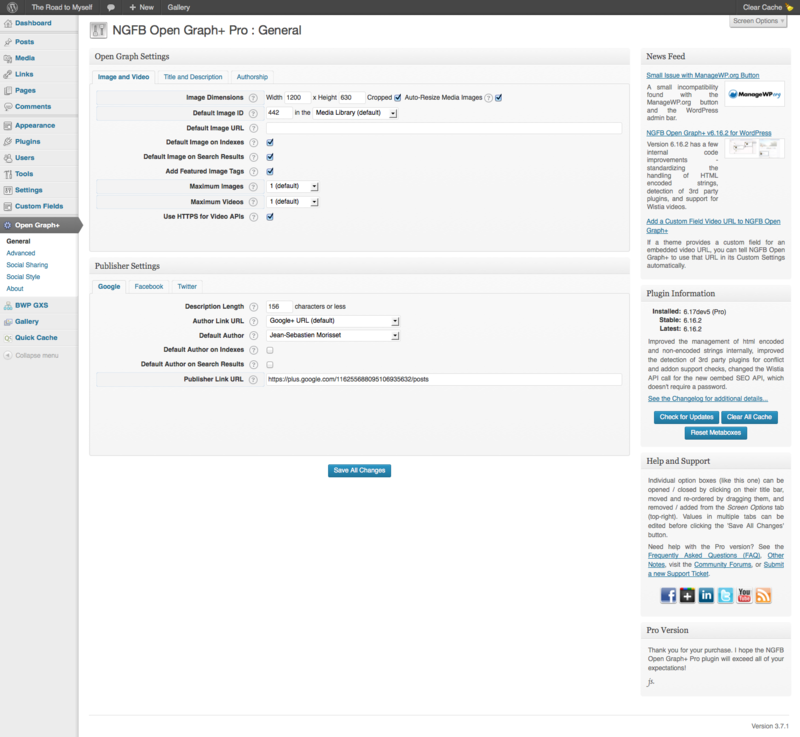 The Road to Myself
New
Gallery
Clear Cache
Screen Options
Dashboard
Posts
Media
Links
Pages
Comments
Appearance
Plugins
Users
Tools
Settings
Custom Fields
Open Graph+
General
Advanced
Social Sharing
Social Style
About
BWP GXS
Gallery
Quick Cache
Collapse menu
NGFB Open Graph+ Pro : General
Open Graph Settings
Image and Video Title and Description Authorship
Image Dimensions ? Width 1200 x Height 630 Cropped Auto-Resize Media Images ?
Default Image ID ? 442 in the Media Library (default)
Default Image URL ?
Default Image on Indexes ?
Default Image on Search Results ?
Add Featured Image Tags ?
Maximum Images ? 1 (default)
Maximum Videos ? 1 (default)
Use HTTPS for Video APIs ?
Publisher Settings
Google Facebook Twitter
Description Length ? 156 characters or less
Author Link URL ? Google+ URL (default)
Default Author ? Jean-Sebastien Morisset
Default Author on Indexes ?
Default Author on Search Results ?
Publisher Link URL ? https://plus.google.com/116255688095106935632/posts
Save All Changes
News Feed
Small Issue with ManageWP.org Button
A small incompatibility
found with the
ManageWP.org button
and the WordPress
admin bar.
ManageWP.org
NGFB Open Graph+ v6.16.2 for WordPress
Version 6.16.2 has a few
internal code
improvements -
standardizing the
handling of HTML
encoded strings,
detection of 3rd party
plugins, and support for
Wistia videos.
Add a Custom Field Video URL to NGFB Open
Graph+
If a theme provides a custom field for an
embedded video URL, you can tell NGFB Open
Graph+ to use that URL in its Custom Settings
automatically.
Plugin Information
Installed: 6.17dev5 (Pro)
Stable: 6.16.2
Latest: 6.16.2
Improved the management of html encoded
and non-encoded strings internally, improved
the detection of 3rd party plugins for conflict
and addon support checks, changed the Wistia
API call for the new oembed SEO API, which
doesn't require a password.
See the Changelog for additional details...
Check for Updates Clear All Cache
Reset Metaboxes
Help and Support
Individual option boxes (like this one) can be
opened / closed by clicking on their title bar,
moved and re-ordered by dragging them, and
removed / added from the Screen Options tab
(top-right). Values in multiple tabs can be
edited before clicking the 'Save All Changes'
button.
Need help with the Pro version? See the
Frequently Asked Questions (FAQ), Other
Notes, visit the Community Forums, or Submit
a new Support Ticket.
You
Tube
Pro Version
Thank you for your purchase. I hope the NGFB
Open Graph+ Pro plugin will exceed all of your
expectations!
js.
Version 3.7.1